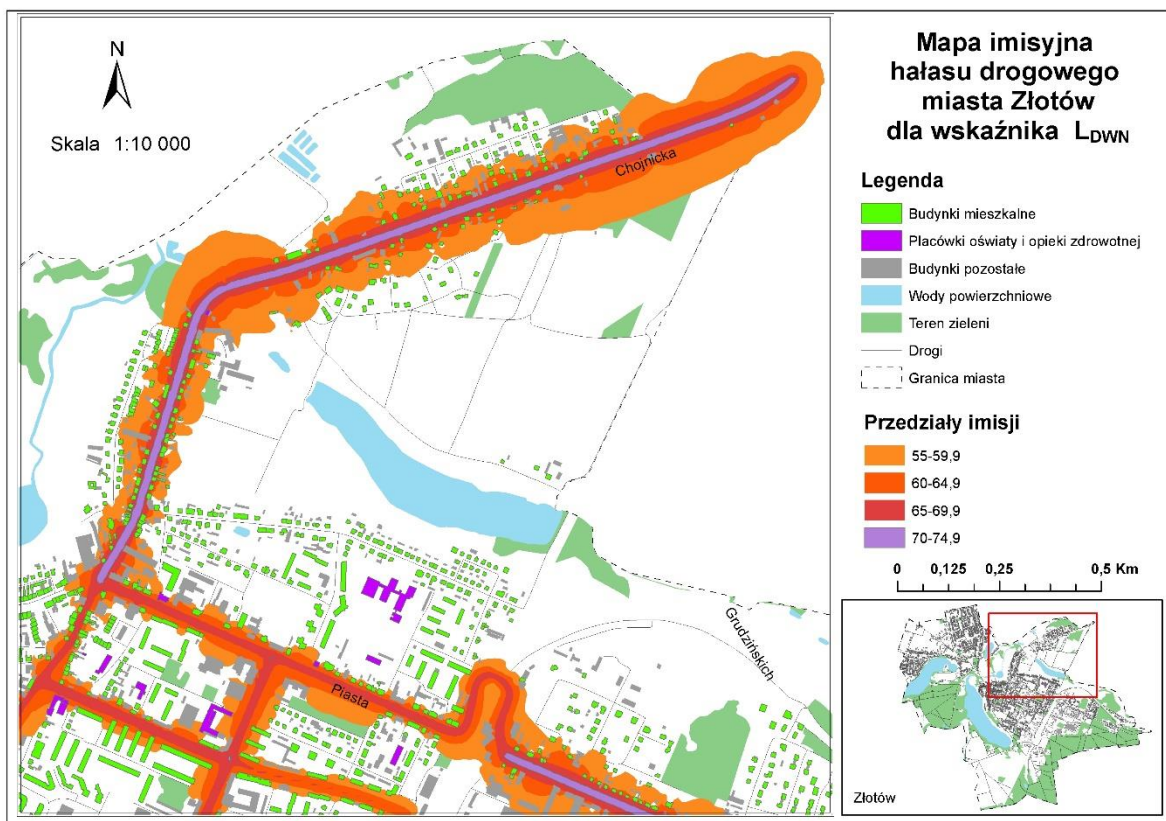 N
Skala 1:10 000
Chojnicka
Grudzińskich
Piasta
Mapa imisyjna
hałasu drogowego
miasta Złotów
dla wskaźnika LDWN
Legenda
Budynki mieszkalne
Placówki oświaty i opieki zdrowotnej
Budynki pozostałe
Wody powierzchniowe
Teren zieleni
Drogi
Granica miasta
Przedziały imisji
55-59,9
60-64,9
65-69,9
70-74,9
0 0,125 0,25 0,5 Km
Złotów